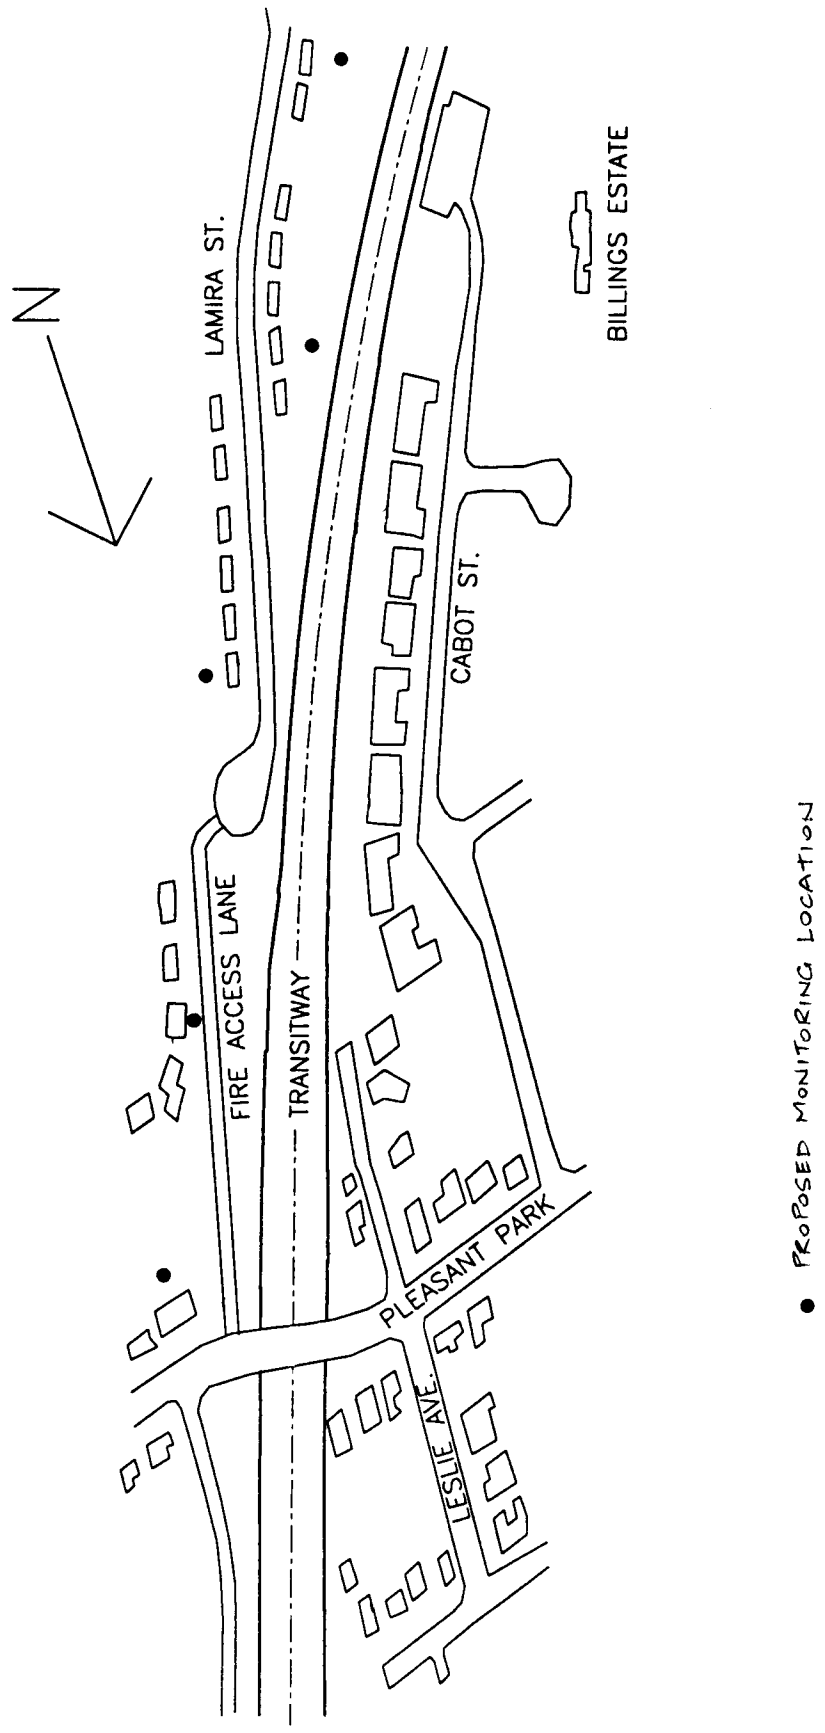 N
LAMIRA ST.
BILLINGS ESTATE
CABOT ST.
FIRE ACCESS LANE
TRANSITWAY
PLEASANT PARK
LESLIE AVE.
PROPOSED MONITORING LOCATION